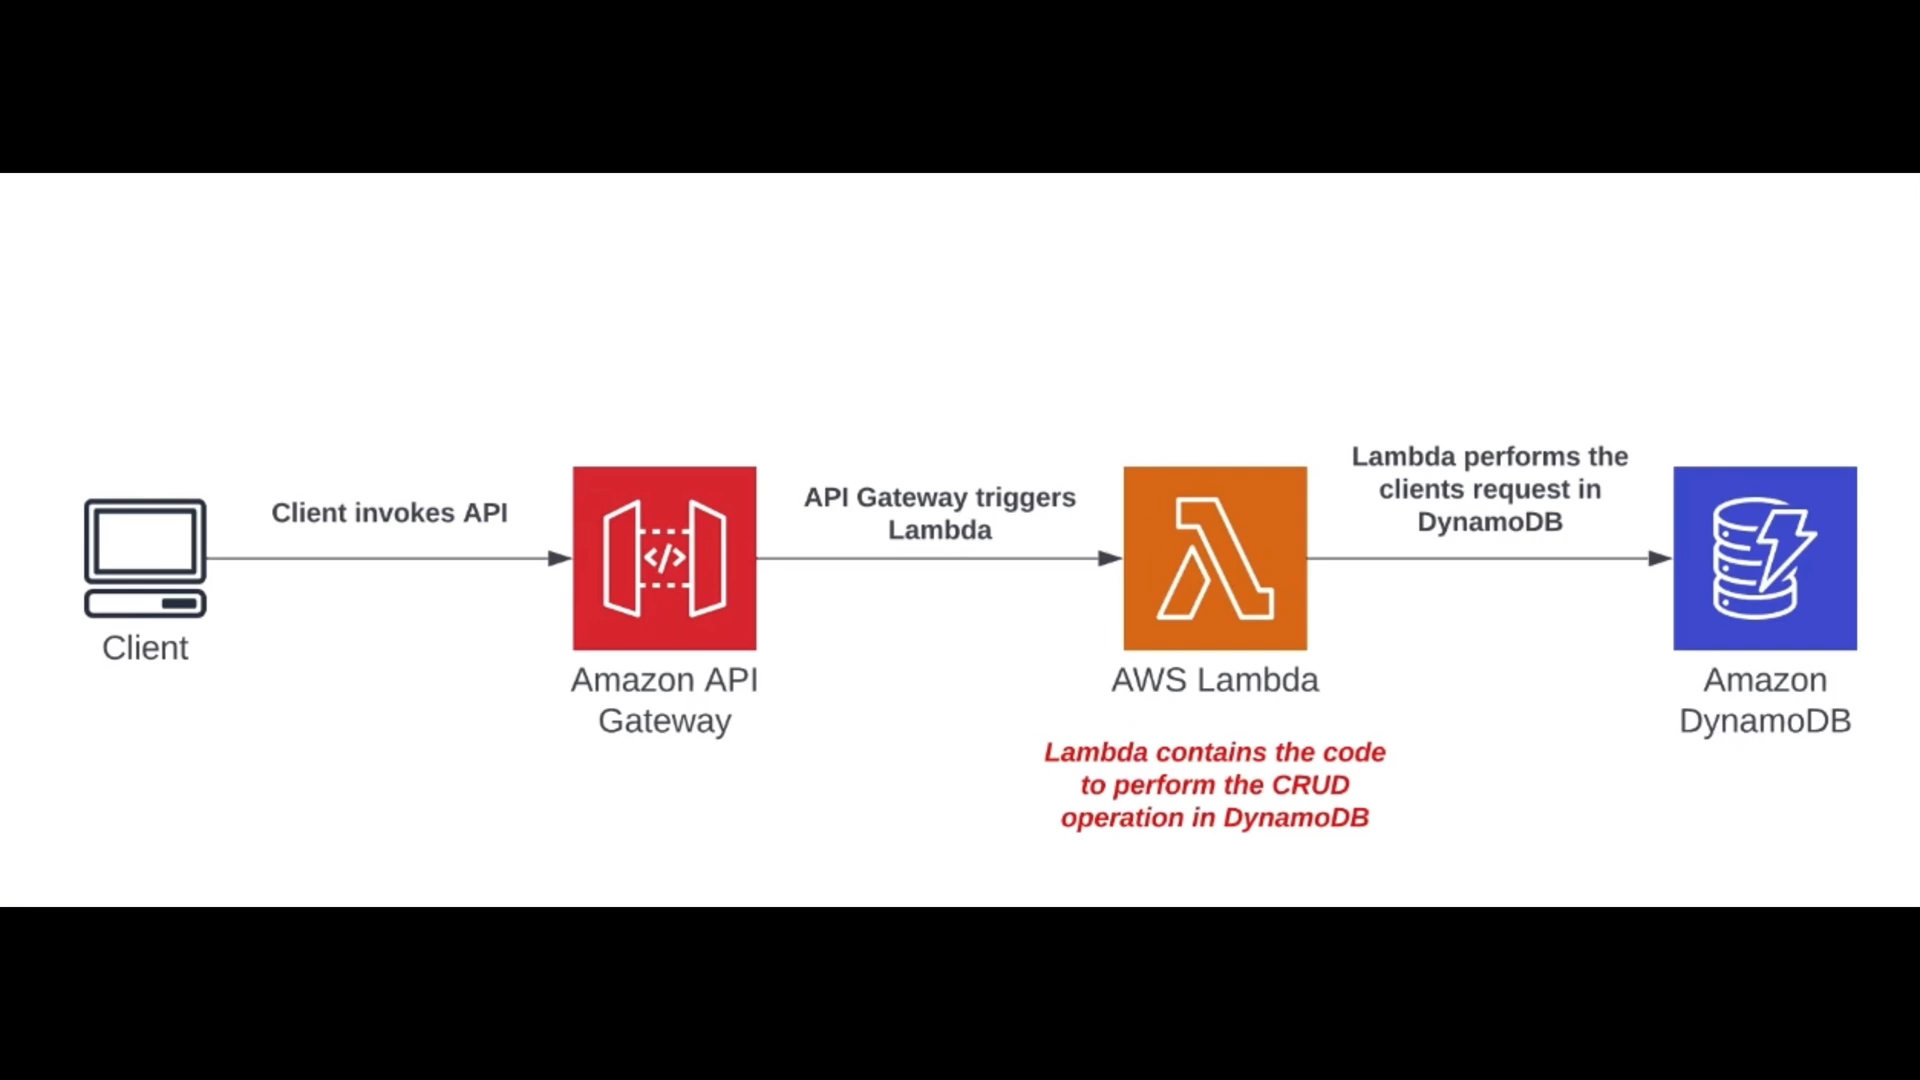 Client invokes API
API Gateway triggers
Lambda
Lambda performs the
clients request in
DynamoDB
</>
Client
Amazon API
Gateway
AWS Lambda
Amazon
DynamoDB
Lambda contains the code
to perform the CRUD
operation in DynamoDB